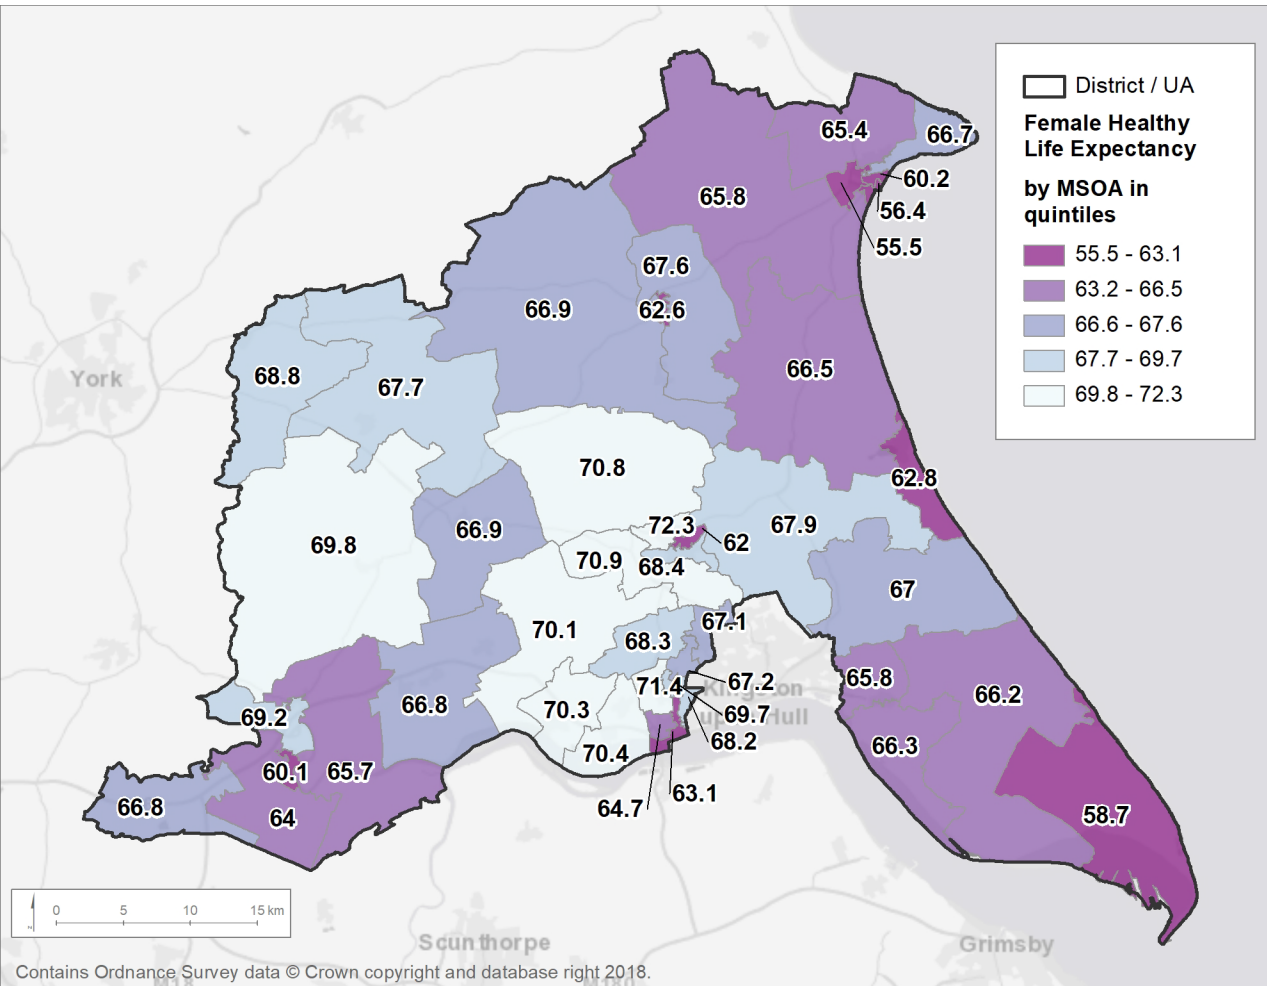 District / UA
Female Healthy
Life Expectancy
by MSOA in
quintiles
55.5 - 63.1
63.2 - 66.5
66.6 - 67.6
67.7 - 69.7
69.8 - 72.3
65.4
66.7
60.2
65.8
56.4
55.5
67.6
66.9
62.6
66.5
68.8
67.7
York
70.8
62.8
72.3
67.9
66.9
62
69.8
70.9
68.4
67
67.1
70.1
68.3
65.8
67.2
71.4
Kingston
66.2
66.8
70.3
69.7
upon Hull
69.2
68.2
66.3
70.4
60.1
65.7
63.1
66.8
64.7
58.7
64
0 5 10 15 km
Scunthorpe
Grimsby
Contains Ordnance Survey data © Crown copyright and database right 2018.
M180